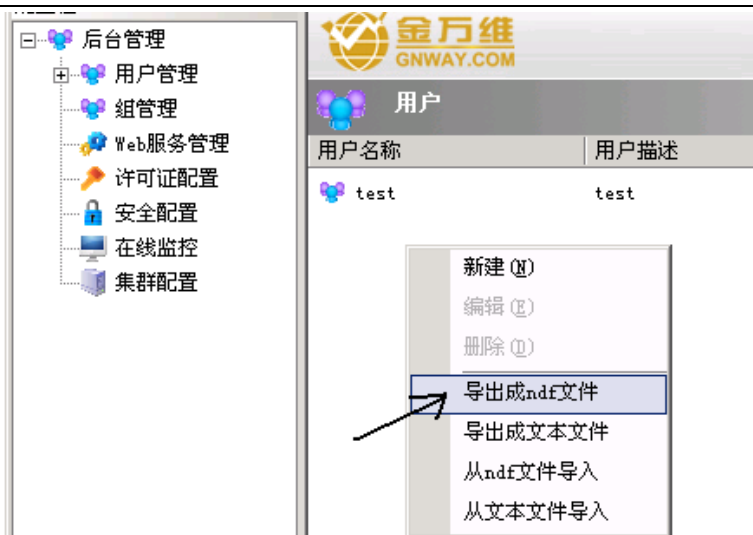 后台管理
用户管理
组管理
Web服务管理
许可证配置
安全配置
在线监控
集群配置
金万维
GNWAY.COM
用户
用户名称 用户描述
test test
新建(N)
编辑(E)
删除(D)
导出成ndf文件
导出成文本文件
从ndf文件导入
从文本文件导入